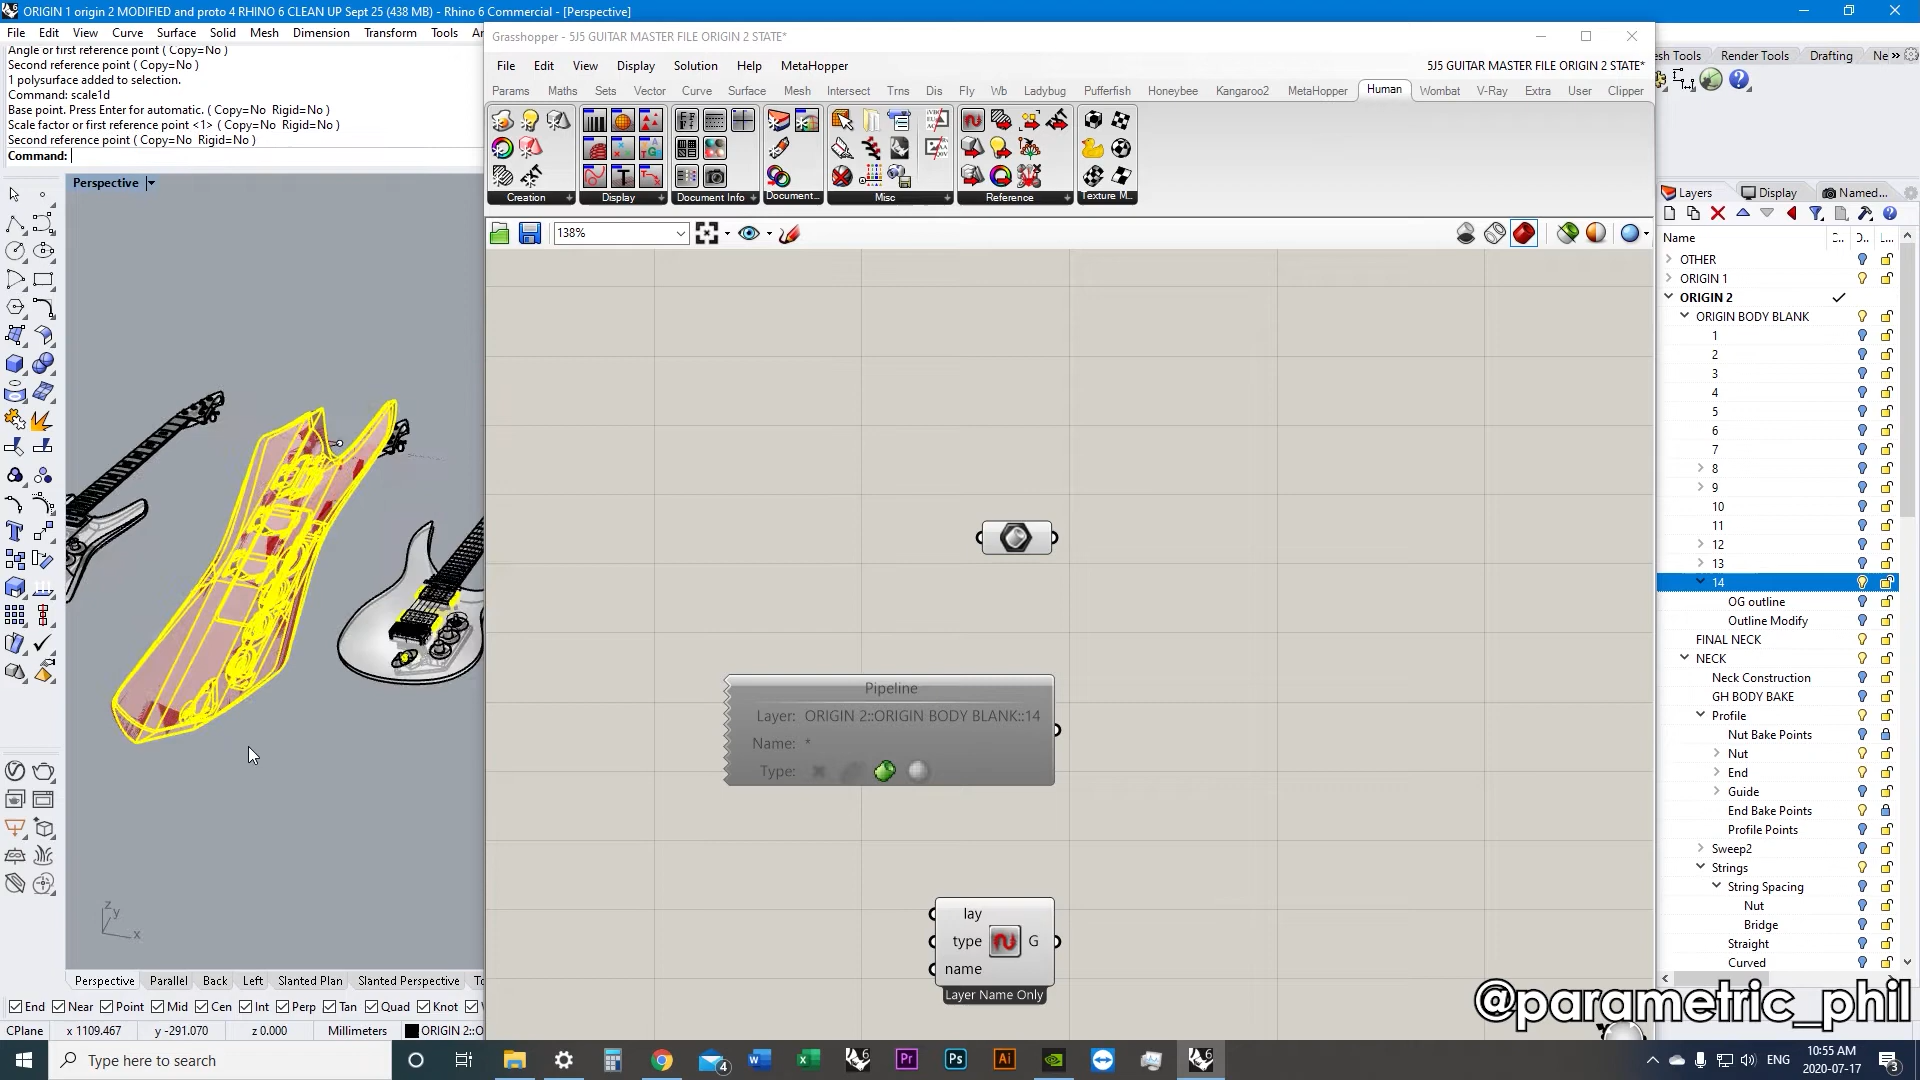 ORIGIN 1 origin 2 MODIFIED and proto 4 RHINO 6 CLEAN UP Sept 25 (438 MB) - Rhino 6 Commercial - [Perspective]
File Edit View Curve Surface Solid Mesh Dimension Transform Tools
Angle or first reference point ( Copy=No )
Second reference point ( Copy=No )
1 polysurface added to selection.
Command: scale1d
Base point. Press Enter for automatic. ( Copy=No Rigid=No )
Scale factor or first reference point <1> ( Copy=No Rigid=No )
Second reference point ( Copy=No Rigid=No )
Command:
Perspective
Grasshopper - 5J5 GUITAR MASTER FILE ORIGIN 2 STATE*
File Edit View Display Solution Help MetaHopper
5J5 GUITAR MASTER FILE ORIGIN 2 STATE*
Params Maths Sets Vector Curve Surface Mesh Intersect Trns Dis Fly Wb Ladybug Pufferfish Honeybee Kangaroo2 MetaHopper Human Wombat V-Ray Extra User Clipper
Creation Display Document Info Document... Misc Reference Texture M...
138%
Pipeline
Layer: ORIGIN 2::ORIGIN BODY BLANK::14
Name: *
Type:
lay
type G
name
Layer Name Only
esh Tools Render Tools Drafting Ne »
Layers Display Named...
Name C.. D.. L...
OTHER
ORIGIN 1
ORIGIN 2
ORIGIN BODY BLANK
1
2
3
4
5
6
7
8
9
10
11
12
13
14
OG outline
Outline Modify
FINAL NECK
NECK
Neck Construction
GH BODY BAKE
Profile
Nut Bake Points
Nut
End
Guide
End Bake Points
Profile Points
Sweep2
Strings
String Spacing
Nut
Bridge
Straight
Curved
z y x
Perspective Parallel Back Left Slanted Plan Slanted Perspective
End Near Point Mid Cen Int Perp Tan Quad Knot
CPlane x 1109.467 y -291.070 z 0.000 Millimeters ORIGIN 2::O
@parametric_phil
Type here to search
4
ENG
10:55 AM
2020-07-17
3